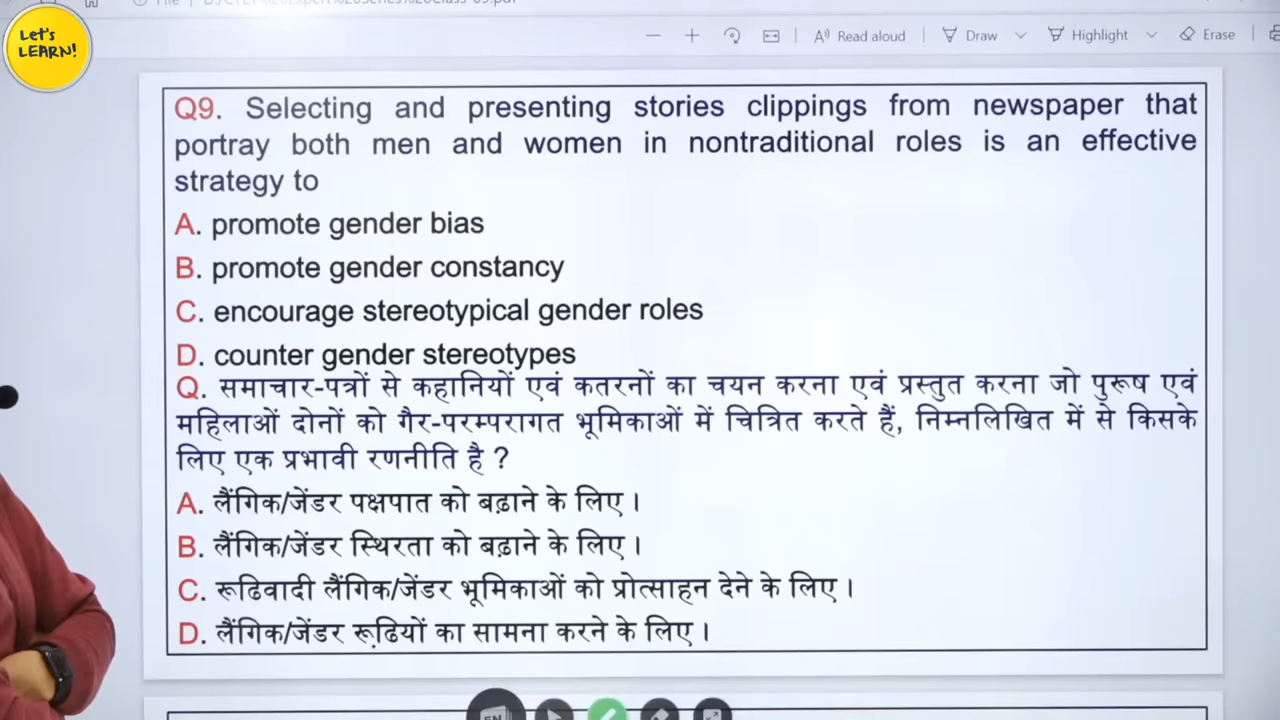 Let's
LEARN!
Read aloud
Draw
Highlight
Erase
Q9. Selecting and presenting stories clippings from newspaper that
portray both men and women in nontraditional roles is an effective
strategy to
A. promote gender bias
B. promote gender constancy
C. encourage stereotypical gender roles
D. counter gender stereotypes
Q. समाचार-पत्रों से कहानियों एवं कतरनों का चयन करना एवं प्रस्तुत करना जो पुरूष एवं
महिलाओं दोनों को गैर-परम्परागत भूमिकाओं में चित्रित करते हैं, निम्नलिखित में से किसके
लिए एक प्रभावी रणनीति है ?
A. लैंगिक/जेंडर पक्षपात को बढ़ाने के लिए।
B. लैंगिक/जेंडर स्थिरता को बढ़ाने के लिए।
C. रूढिवादी लैंगिक/जेंडर भूमिकाओं को प्रोत्साहन देने के लिए।
D. लैंगिक/जेंडर रूढ़ियों का सामना करने के लिए।
EN